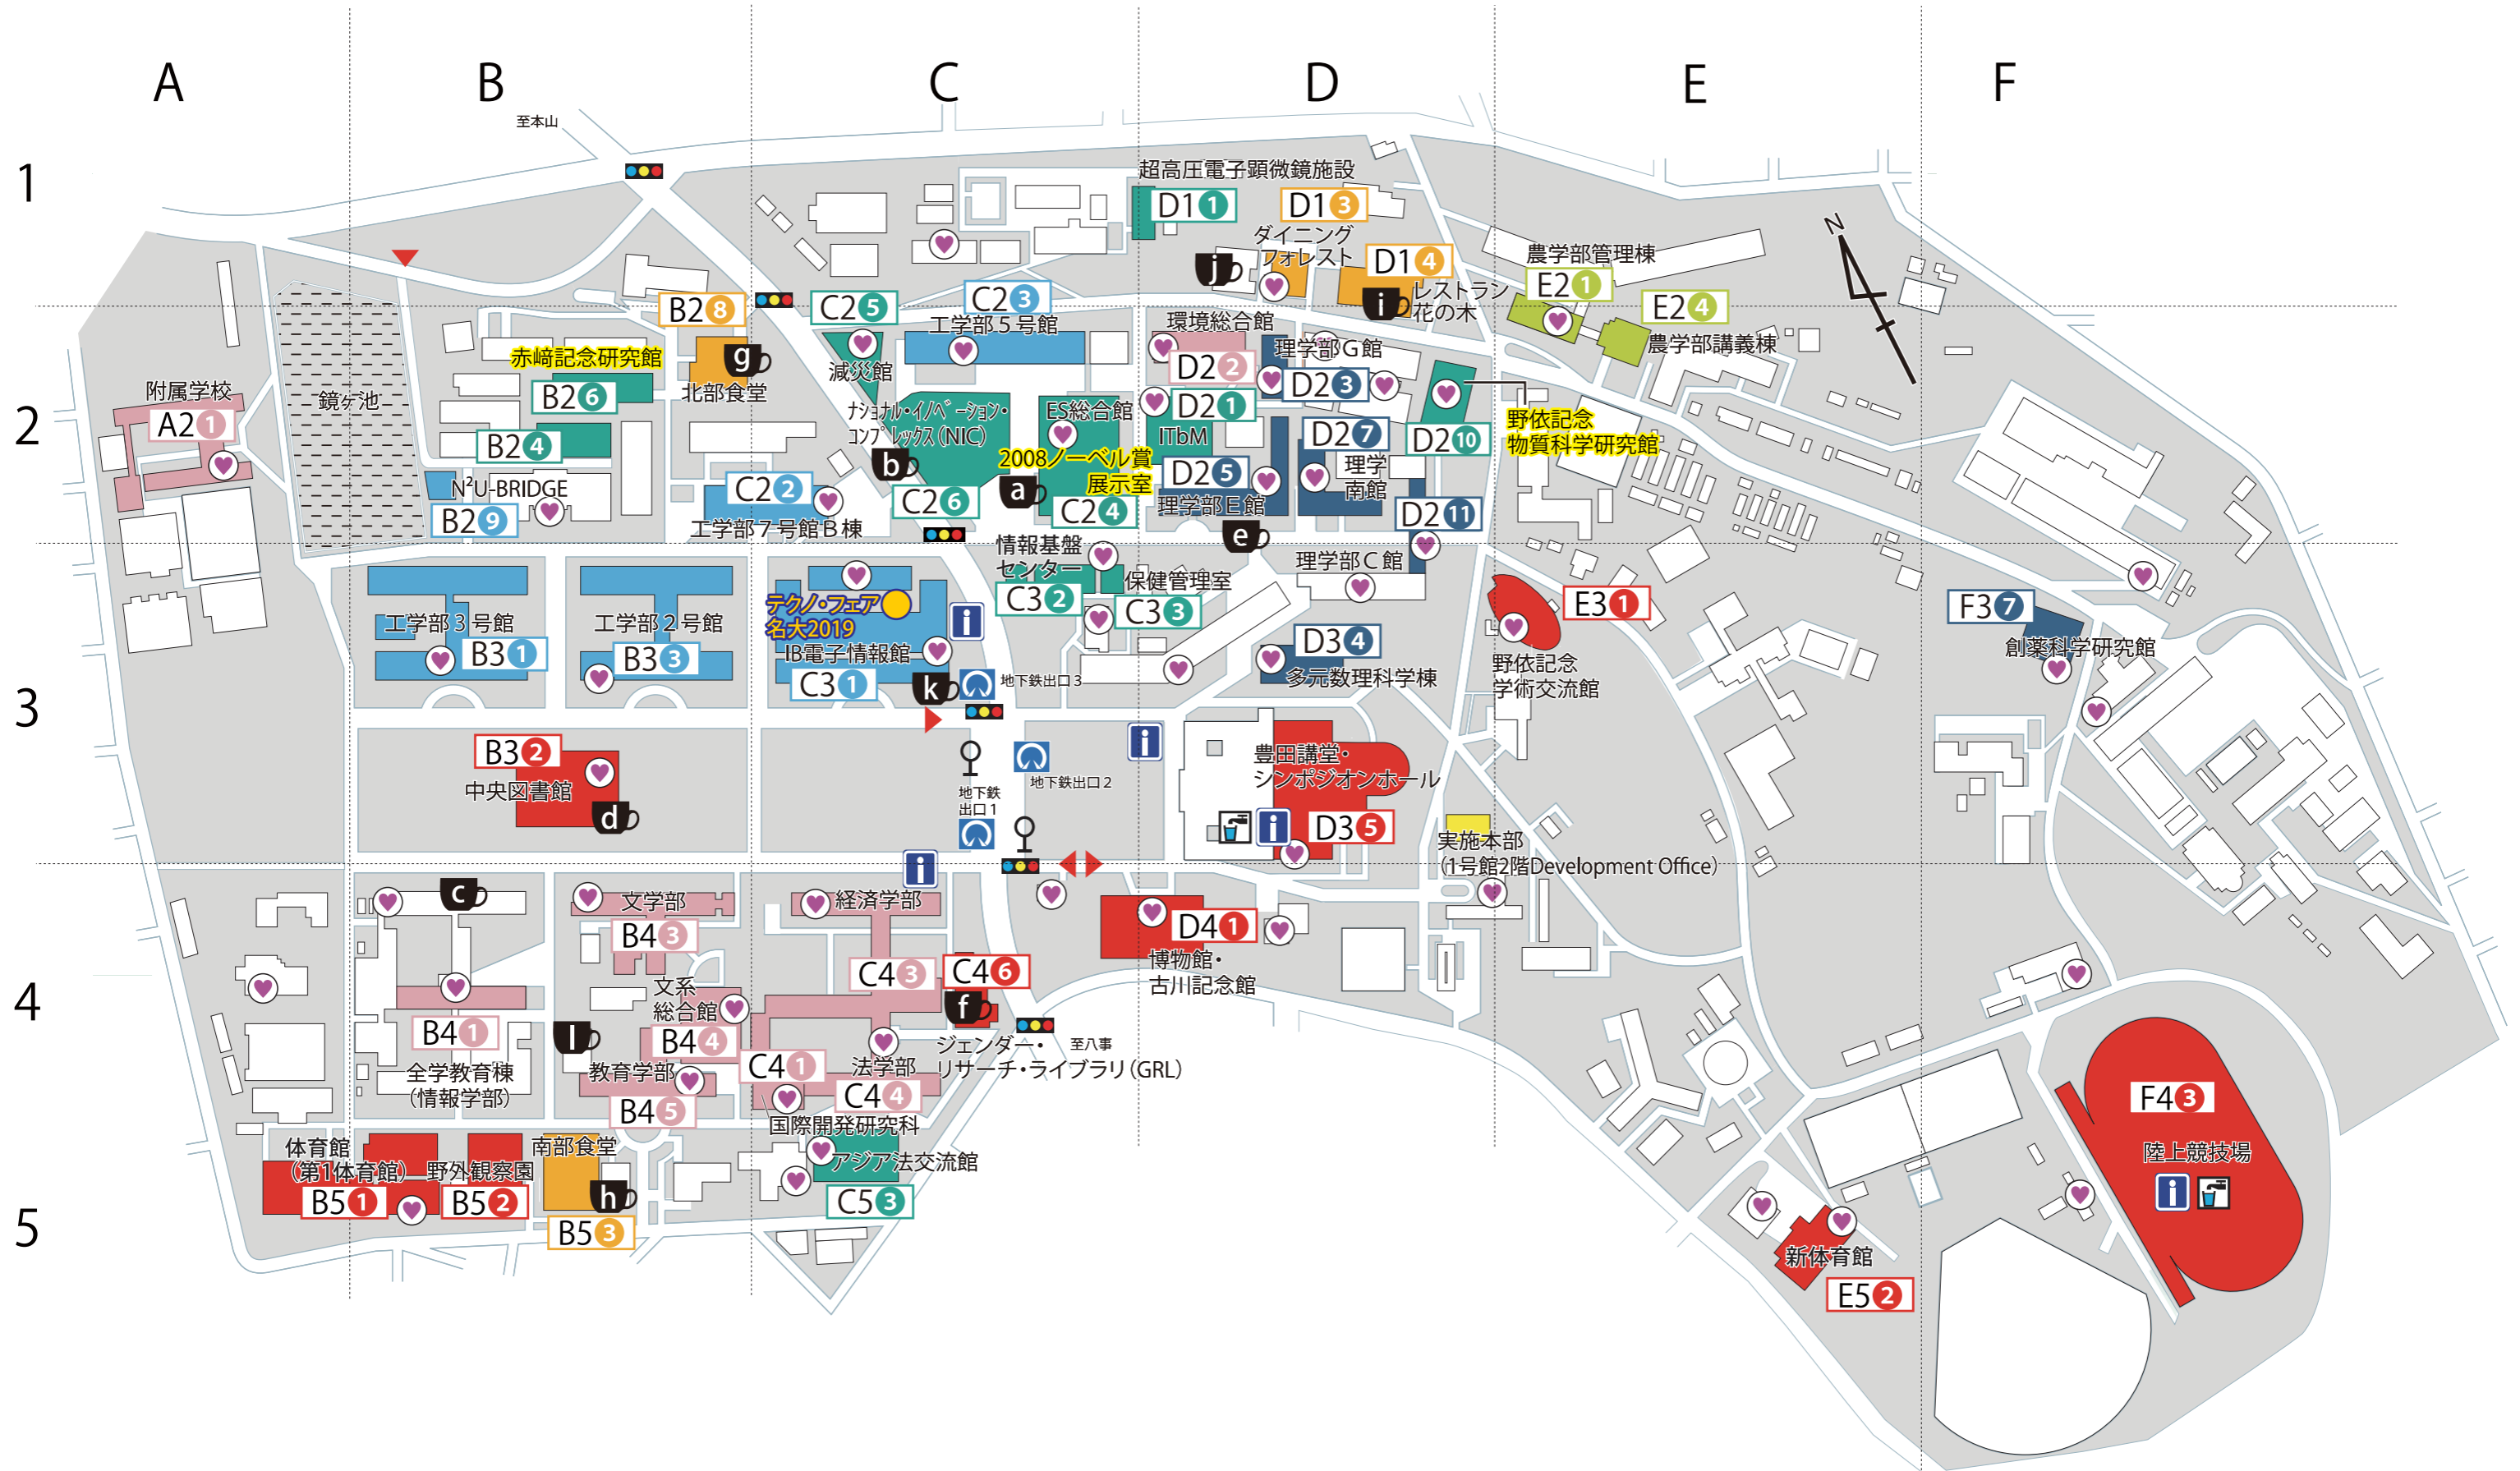 A
B
C
D
E
F
1
2
3
4
5
至本山
N
超高圧電子顕微鏡施設
D1 1
D1 3
ダイニング
フォレスト
j
D1 4
i
レストラン
花の木
農学部管理棟
E2 1
E2 4
農学部講義棟
B2 8
g
北部食堂
C2 5
減災館
C2 3
工学部5号館
環境総合館
D2 2
理学部G館
D2 3
赤﨑記念研究館
B2 6
附属学校
A2 1
鏡ヶ池
B2 4
N²U-BRIDGE
B2 9
C2 2
工学部7号館B棟
ナショナル・イノベーション・
コンプレックス(NIC)
b
C2 6
ES総合館
2008ノーベル賞
展示室
a
C2 4
D2 1
ITbM
D2 5
理学部E館
e
D2 7
理学
南館
D2 10
野依記念
物質科学研究館
D2 11
情報基盤
センター
C3 2
保健管理室
C3 3
理学部C館
工学部3号館
B3 1
工学部2号館
B3 3
テクノ・フェア
名大2019
i
IB電子情報館
C3 1
k
地下鉄出口3
D3 4
多元数理科学棟
E3 1
野依記念
学術交流館
F3 7
創薬科学研究館
B3 2
中央図書館
d
地下鉄出口2
地下鉄
出口1
i
豊田講堂・
シンポジオンホール
i
D3 5
実施本部
(1号館2階Development Office)
i
c
文学部
B4 3
経済学部
C4 3
C4 6
f
D4 1
博物館・
古川記念館
文系
総合館
B4 4
B4 1
全学教育棟
(情報学部)
l
教育学部
B4 5
C4 1
法学部
C4 4
ジェンダー・
リサーチ・ライブラリ(GRL)
至八事
国際開発研究科
アジア法交流館
C5 3
体育館
(第1体育館)
B5 1
野外観察園
B5 2
南部食堂
h
B5 3
F4 3
陸上競技場
i
新体育館
E5 2